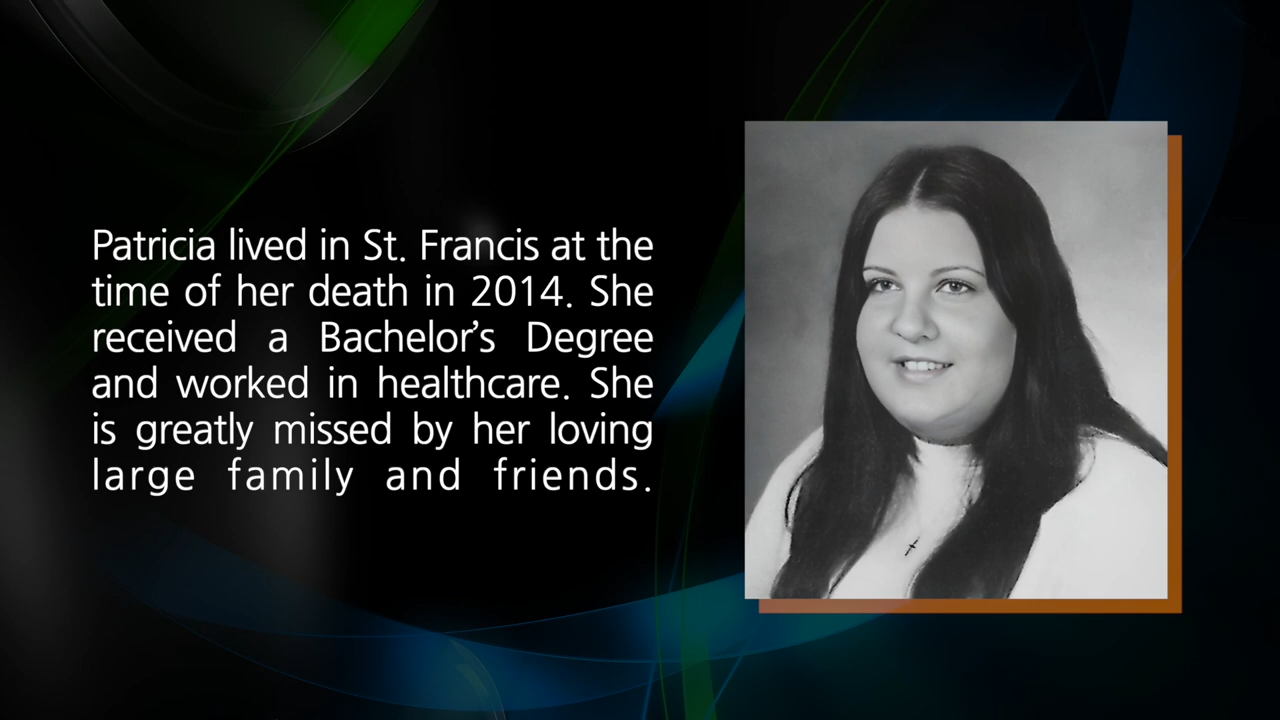 Patricia lived in St. Francis at the
time of her death in 2014. She
received a Bachelor’s Degree
and worked in healthcare. She
is greatly missed by her loving
large family and friends.